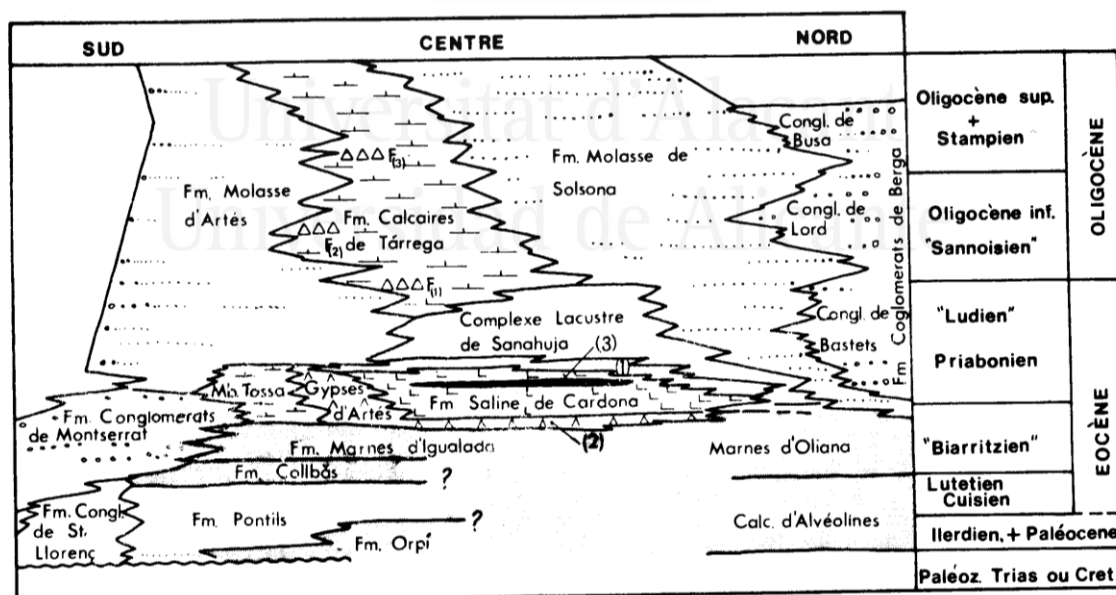 SUD
CENTRE
NORD
Universitat d'Alacant
Universidad de Alicante
Oligocène sup.
+
Stampien
OLIGOCÈNE
Congl. de
Busa
△△△ F(3)
Fm. Molasse de
Solsona
Fm. Molasse
d'Artés
Fm. Calcaires
de Tárrega
△△△
F(2)
Congl. de
Lord
Fm Coglomerats de Berga
Oligocène inf.
"Sannoisien"
△△△ F(1)
Complexe Lacustre
de Sanahuja
(3)
(1)
Congl. de
Bastets
"Ludien"
Priabonien
EOCÈNE
Tossa
Gypses
d'Artés
Fm Saline de Cardona
(2)
Fm. Conglomerats
de Montserrat
Fm. Marnes d'Igualada
Marnes d'Oliana
"Biarritzien"
Fm. Collbàs
?
Lutetien
Cuisien
Fm. Congl.
de St.
Llorenç
Fm. Pontils
?
Fm. Orpí
Calc. d'Alvéolines
Ilerdien. + Paléocene
Paléoz. Trias ou Cret